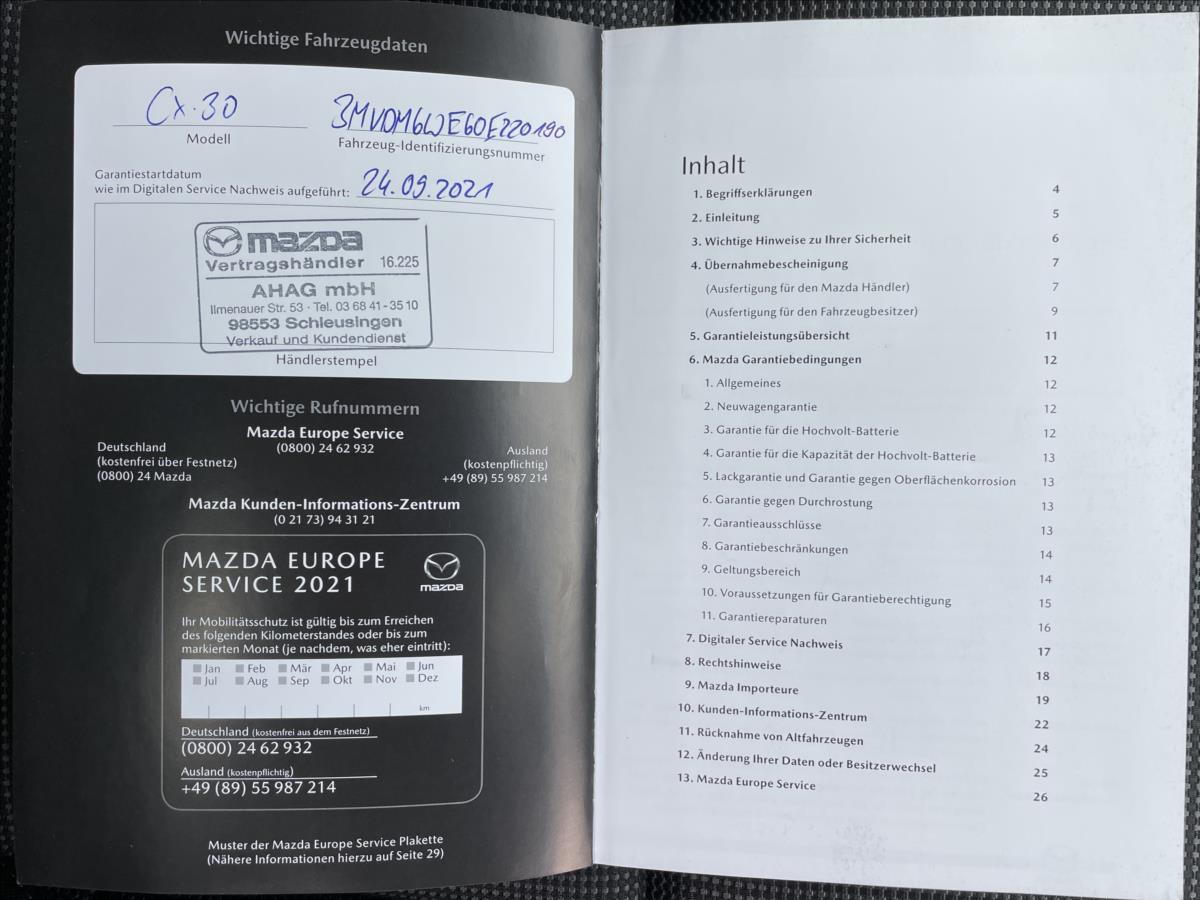 Wichtige Fahrzeugdaten
Cx-30
3MVDM6WE60E220190
Modell
Fahrzeug-Identifizierungsnummer
Garantiestartdatum
wie im Digitalen Service Nachweis aufgeführt: 24.09.2021
mazda
Vertragshändler 16.225
AHAG mbH
Ilmenauer Str. 53 · Tel. 03 68 41 - 35 10
98553 Schleusingen
Verkauf und Kundendienst
Händlerstempel
Wichtige Rufnummern
Mazda Europe Service
(0800) 24 62 932
Deutschland
(kostenfrei über Festnetz)
(0800) 24 Mazda
Ausland
(kostenpflichtig)
+49 (89) 55 987 214
Mazda Kunden-Informations-Zentrum
(0 21 73) 94 31 21
MAZDA EUROPE
SERVICE 2021
mazda
Ihr Mobilitätsschutz ist gültig bis zum Erreichen
des folgenden Kilometerstandes oder bis zum
markierten Monat (je nachdem, was eher eintritt):
Jan Feb Mär Apr Mai Jun
Jul Aug Sep Okt Nov Dez
km
Deutschland (kostenfrei aus dem Festnetz)
(0800) 24 62 932
Ausland (kostenpflichtig)
+49 (89) 55 987 214
Muster der Mazda Europe Service Plakette
(Nähere Informationen hierzu auf Seite 29)
Inhalt
1. Begriffserklärungen 4
2. Einleitung 5
3. Wichtige Hinweise zu Ihrer Sicherheit 6
4. Übernahmebescheinigung 7
(Ausfertigung für den Mazda Händler) 7
(Ausfertigung für den Fahrzeugbesitzer) 9
5. Garantieleistungsübersicht 11
6. Mazda Garantiebedingungen 12
1. Allgemeines 12
2. Neuwagengarantie 12
3. Garantie für die Hochvolt-Batterie 12
4. Garantie für die Kapazität der Hochvolt-Batterie 13
5. Lackgarantie und Garantie gegen Oberflächenkorrosion 13
6. Garantie gegen Durchrostung 13
7. Garantieausschlüsse 13
8. Garantiebeschränkungen 14
9. Geltungsbereich 14
10. Voraussetzungen für Garantieberechtigung 15
11. Garantiereparaturen 16
7. Digitaler Service Nachweis 17
8. Rechtshinweise 18
9. Mazda Importeure 19
10. Kunden-Informations-Zentrum 22
11. Rücknahme von Altfahrzeugen 24
12. Änderung Ihrer Daten oder Besitzerwechsel 25
13. Mazda Europe Service 26